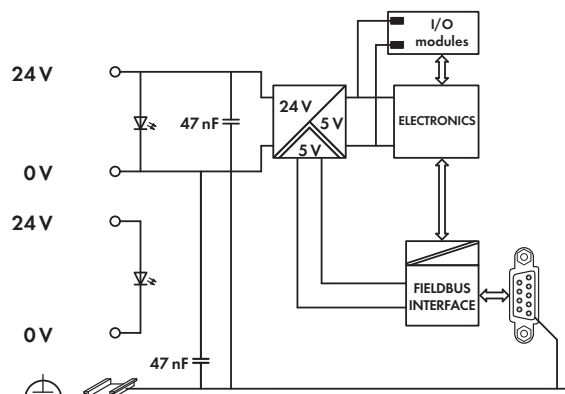 I/O
modules
24 V
47 nF
24 V
5 V
5 V
ELECTRONICS
0 V
24 V
FIELDBUS
INTERFACE
0 V
47 nF